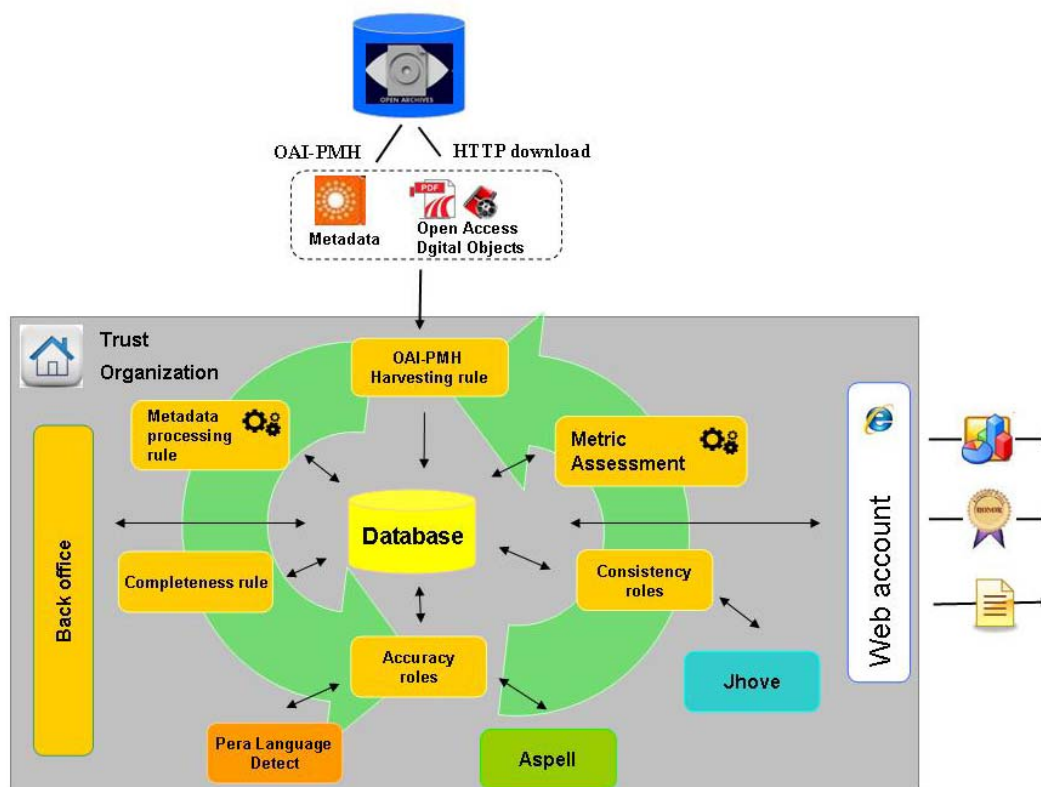 OPEN ARCHIVES
OAI-PMH
HTTP download
PDF
Metadata
Open Access
Dgital Objects
Trust
Organization
OAI-PMH
Harvesting rule
Metadata
processing
rule
Metric
Assessment
Database
Back office
Completeness rule
Consistency
roles
Accuracy
roles
Web account
HONOR
Jhove
Pera Language
Detect
Aspell